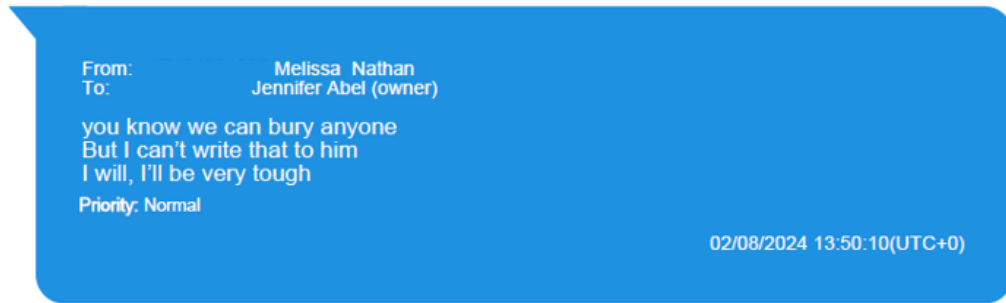 From: Melissa Nathan
To: Jennifer Abel (owner)
you know we can bury anyone
But I can't write that to him
I will, I'll be very tough
Priority: Normal
02/08/2024 13:50:10(UTC+0)